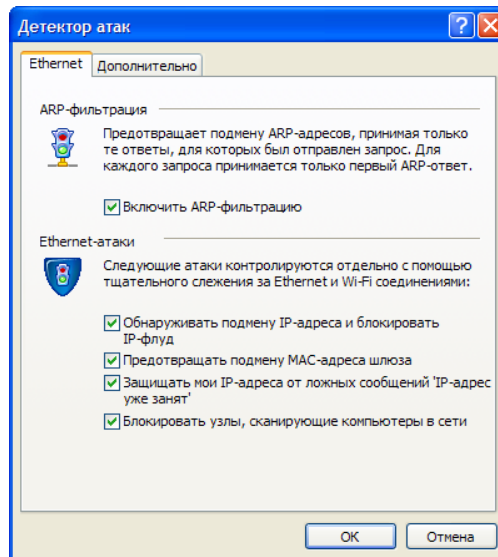 Детектор атак
Ethernet
Дополнительно
ARP-фильтрация
Предотвращает подмену ARP-адресов, принимая только
те ответы, для которых был отправлен запрос. Для
каждого запроса принимается только первый ARP-ответ.
Включить ARP-фильтрацию
Ethernet-атаки
Следующие атаки контролируются отдельно с помощью
тщательного слежения за Ethernet и Wi-Fi соединениями:
Обнаруживать подмену IP-адреса и блокировать
IP-флуд
Предотвращать подмену MAC-адреса шлюза
Защищать мои IP-адреса от ложных сообщений 'IP-адрес
уже занят'
Блокировать узлы, сканирующие компьютеры в сети
ОК
Отмена